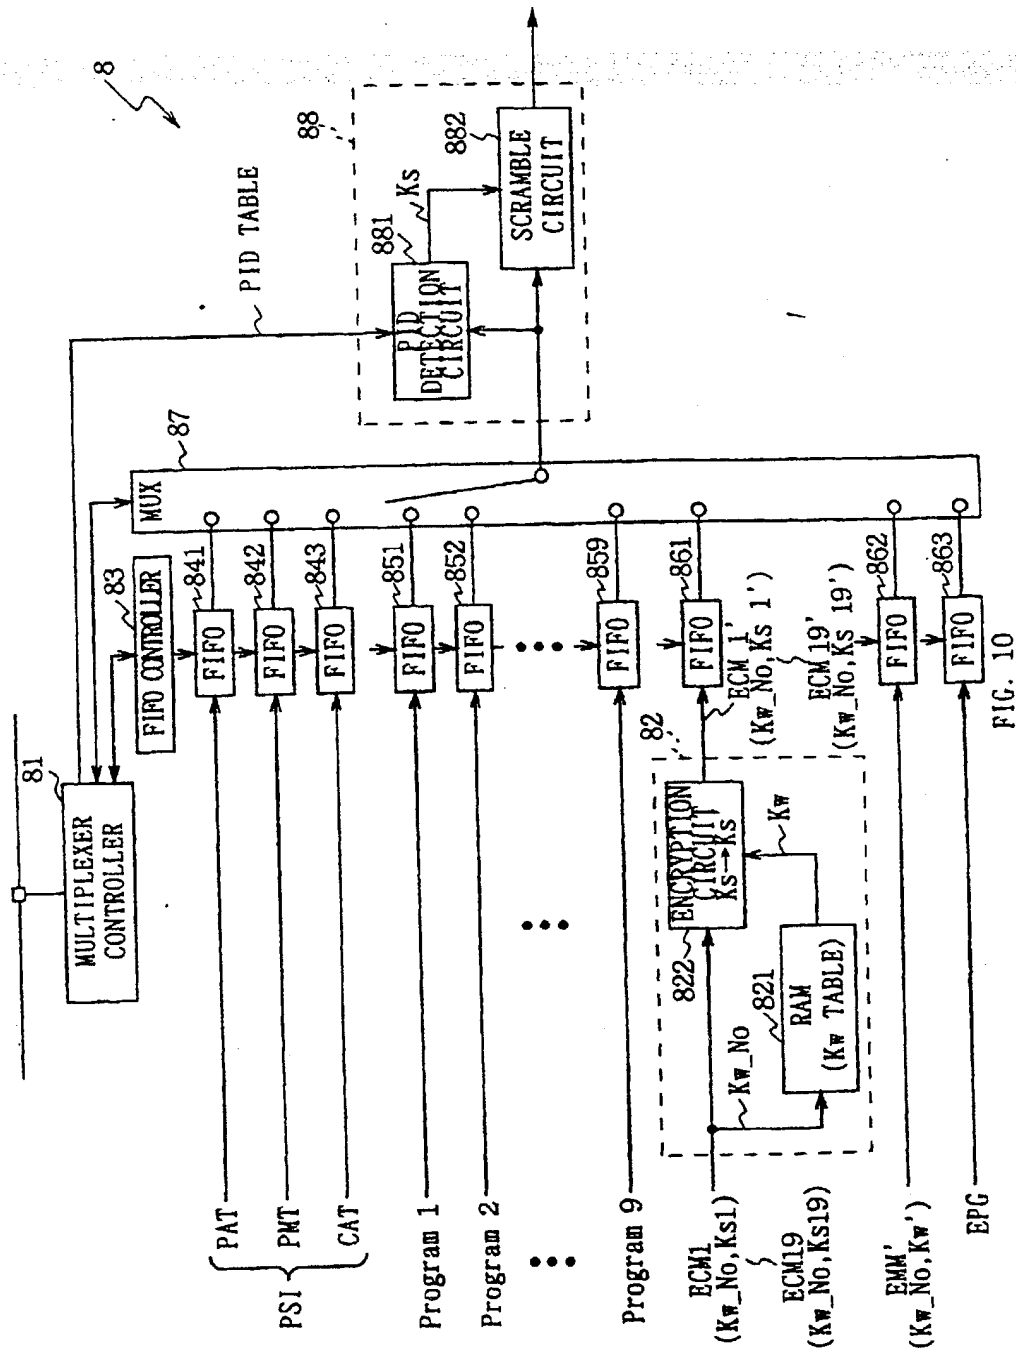 8
MULTIPLEXER
CONTROLLER
81
PID TABLE
FIFO CONTROLLER
83
MUX
87
88
PID
DETECTION
CIRCUIT
881
Ks
SCRAMBLE
CIRCUIT
882
PSI
PAT
FIFO
841
PMT
FIFO
842
CAT
FIFO
843
Program 1
FIFO
851
Program 2
FIFO
852
Program 9
FIFO
859
ECM1
(Kw_No,Ks1)
ECM19
(Kw_No,Ks19)
Kw_No
82
ENCRYPTION
CIRCUIT
Ks→Ks
822
RAM
(Kw TABLE)
821
Kw
FIFO
861
ECM 1'
(Kw_No,Ks 1')
ECM 19'
(Kw_No,Ks 19')
EMM'
(Kw_No,Kw')
FIFO
862
EPG
FIFO
863
FIG. 10